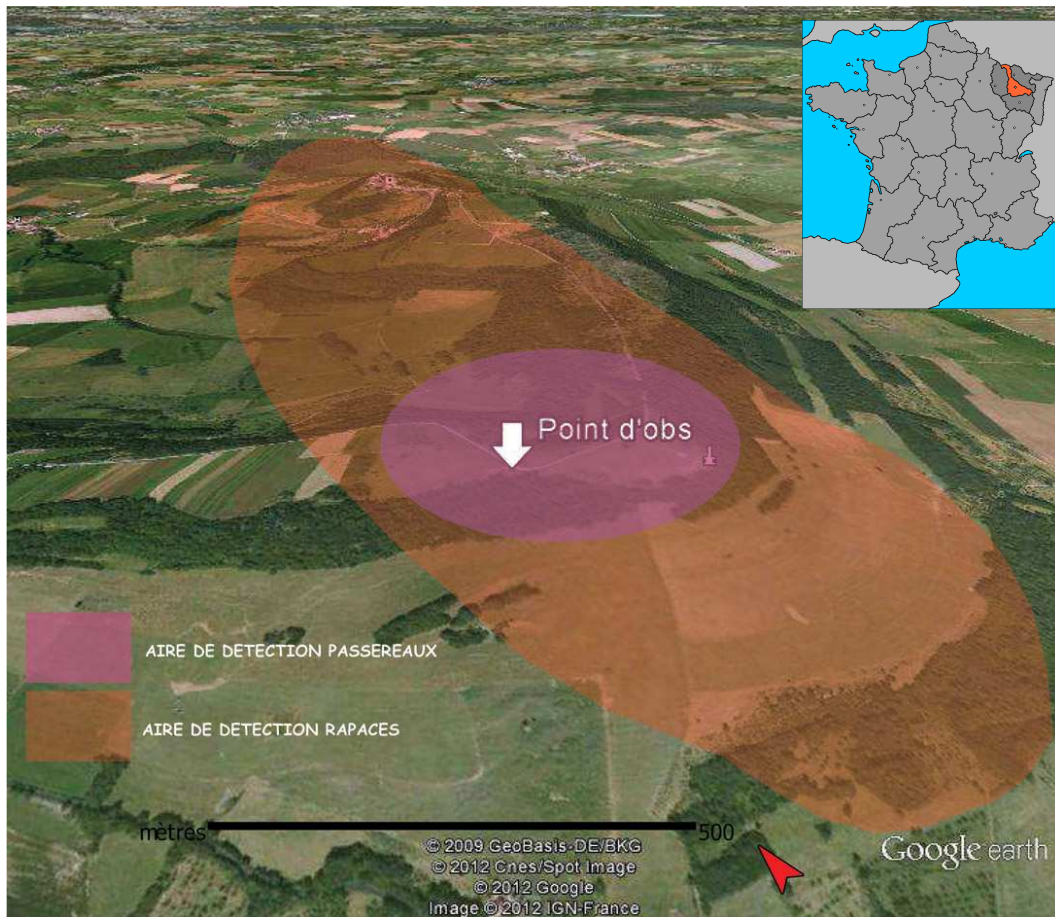 Point d'obs
AIRE DE DETECTION PASSEREAUX
AIRE DE DETECTION RAPACES
mètres 500
© 2009 GeoBasis-DE/BKG
© 2012 Cnes/Spot Image
© 2012 Google
Image © 2012 IGN-France
Google earth